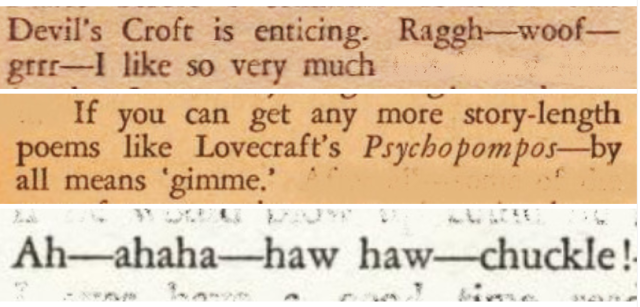 Devil's Croft is enticing. Raggh—woof—
grrr—I like so very much
If you can get any more story-length
poems like Lovecraft's Psychopompos—by
all means 'gimme.'
Ah—ahaha—haw haw—chuckle!